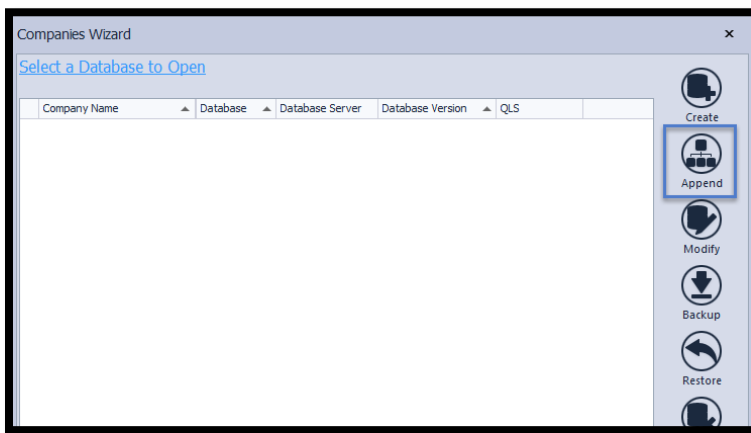 Companies Wizard
Select a Database to Open
Company Name Database Database Server Database Version QLS
Create
Append
Modify
Backup
Restore